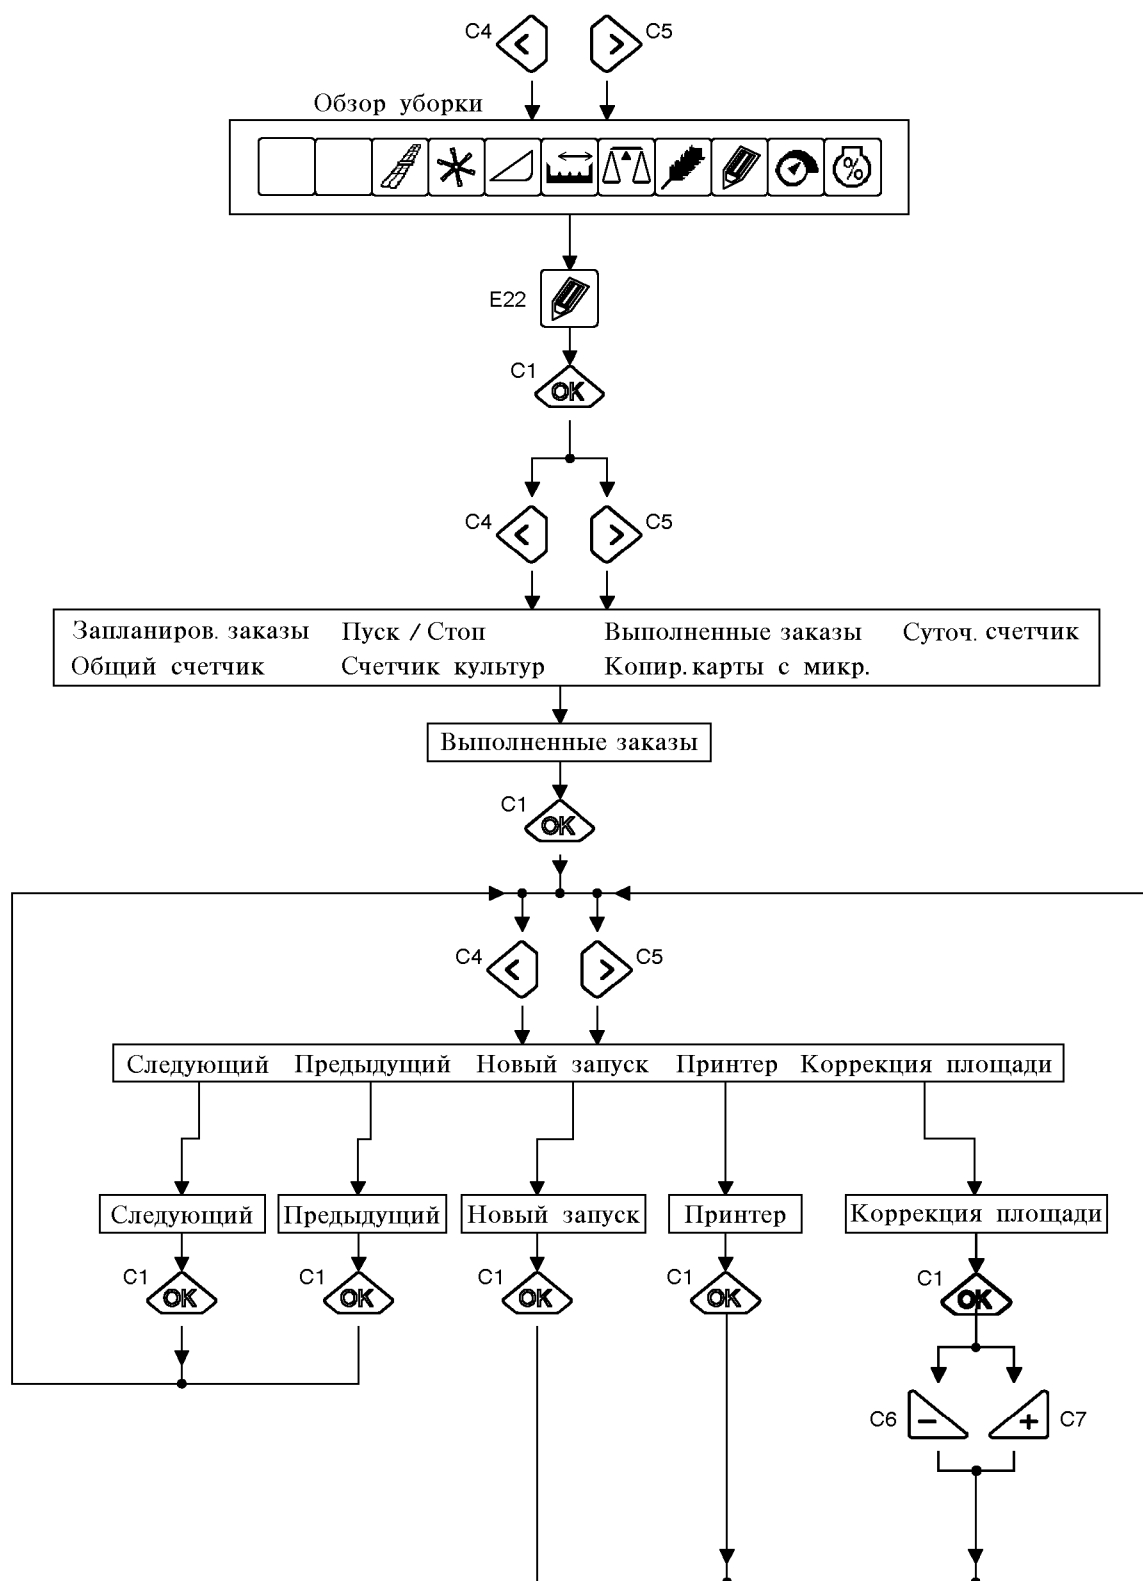 C4 C5
Обзор уборки
%
E22
C1
OK
C4 C5
Запланиров. заказы Пуск / Стоп Выполненные заказы Суточ. счетчик
Общий счетчик Счетчик культур Копир. карты с микр.
Выполненные заказы
C1
OK
C4 C5
Следующий Предыдущий Новый запуск Принтер Коррекция площади
Следующий Предыдущий Новый запуск Принтер Коррекция площади
C1 C1 C1 C1 C1
OK OK OK OK OK
C6 - + C7